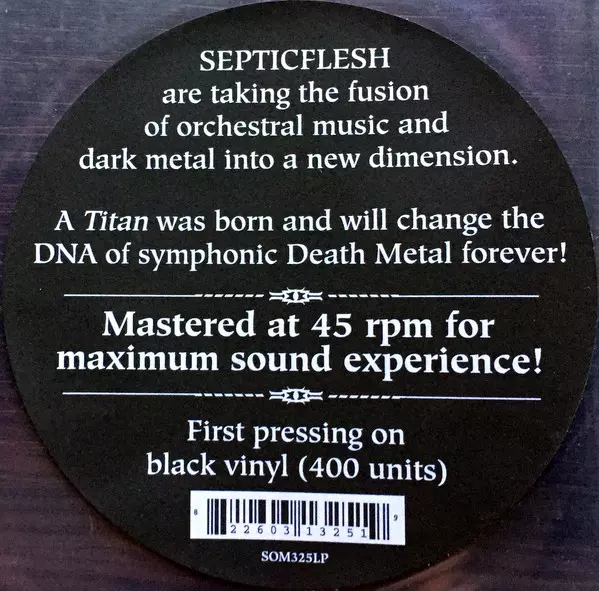 SEPTICFLESH
are taking the fusion
of orchestral music and
dark metal into a new dimension.
A Titan was born and will change the
DNA of symphonic Death Metal forever!
Mastered at 45 rpm for
maximum sound experience!
First pressing on
black vinyl (400 units)
8 22603 13251 9
SOM325LP